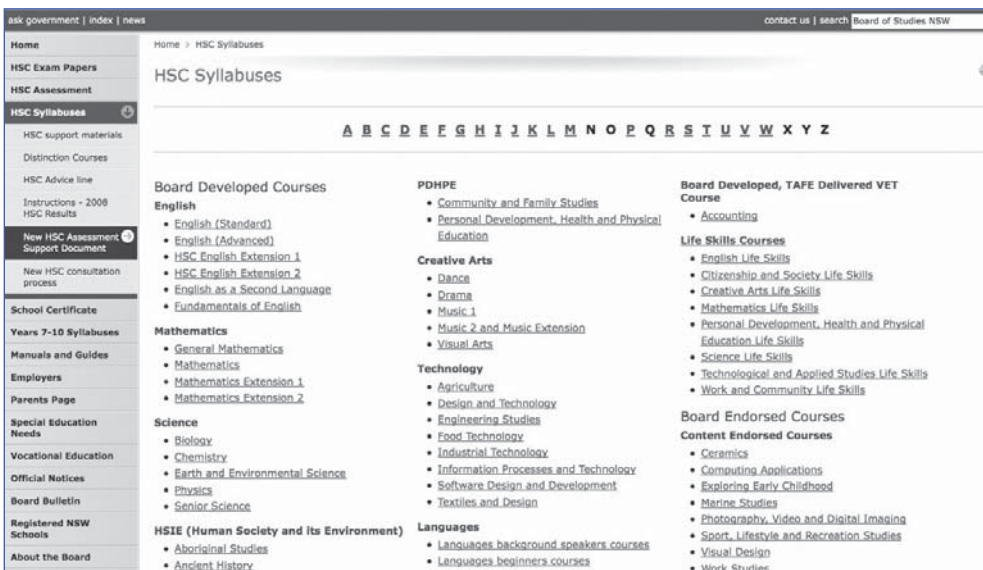 ask government | index | news
contact us | search Board of Studies NSW
Home
HSC Exam Papers
HSC Assessment
HSC Syllabuses
HSC support materials
Distinction Courses
HSC Advice line
Instructions - 2008
HSC Results
New HSC Assessment
Support Document
New HSC consultation
process
School Certificate
Years 7-10 Syllabuses
Manuals and Guides
Employers
Parents Page
Special Education
Needs
Vocational Education
Official Notices
Board Bulletin
Registered NSW
Schools
About the Board
Home > HSC Syllabuses
HSC Syllabuses
A B C D E F G H I J K L M N O P Q R S T U V W X Y Z
Board Developed Courses
English
• English (Standard)
• English (Advanced)
• HSC English Extension 1
• HSC English Extension 2
• English as a Second Language
• Fundamentals of English
Mathematics
• General Mathematics
• Mathematics
• Mathematics Extension 1
• Mathematics Extension 2
Science
• Biology
• Chemistry
• Earth and Environmental Science
• Physics
• Senior Science
HSIE (Human Society and its Environment)
• Aboriginal Studies
• Ancient History
PDHPE
• Community and Family Studies
• Personal Development, Health and Physical
Education
Creative Arts
• Dance
• Drama
• Music 1
• Music 2 and Music Extension
• Visual Arts
Technology
• Agriculture
• Design and Technology
• Engineering Studies
• Food Technology
• Industrial Technology
• Information Processes and Technology
• Software Design and Development
• Textiles and Design
Languages
• Languages background speakers courses
• Languages beginners courses
Board Developed, TAFE Delivered VET
Course
• Accounting
Life Skills Courses
• English Life Skills
• Citizenship and Society Life Skills
• Creative Arts Life Skills
• Mathematics Life Skills
• Personal Development, Health and Physical
Education Life Skills
• Science Life Skills
• Technological and Applied Studies Life Skills
• Work and Community Life Skills
Board Endorsed Courses
Content Endorsed Courses
• Ceramics
• Computing Applications
• Exploring Early Childhood
• Marine Studies
• Photography, Video and Digital Imaging
• Sport, Lifestyle and Recreation Studies
• Visual Design
• Work Studies